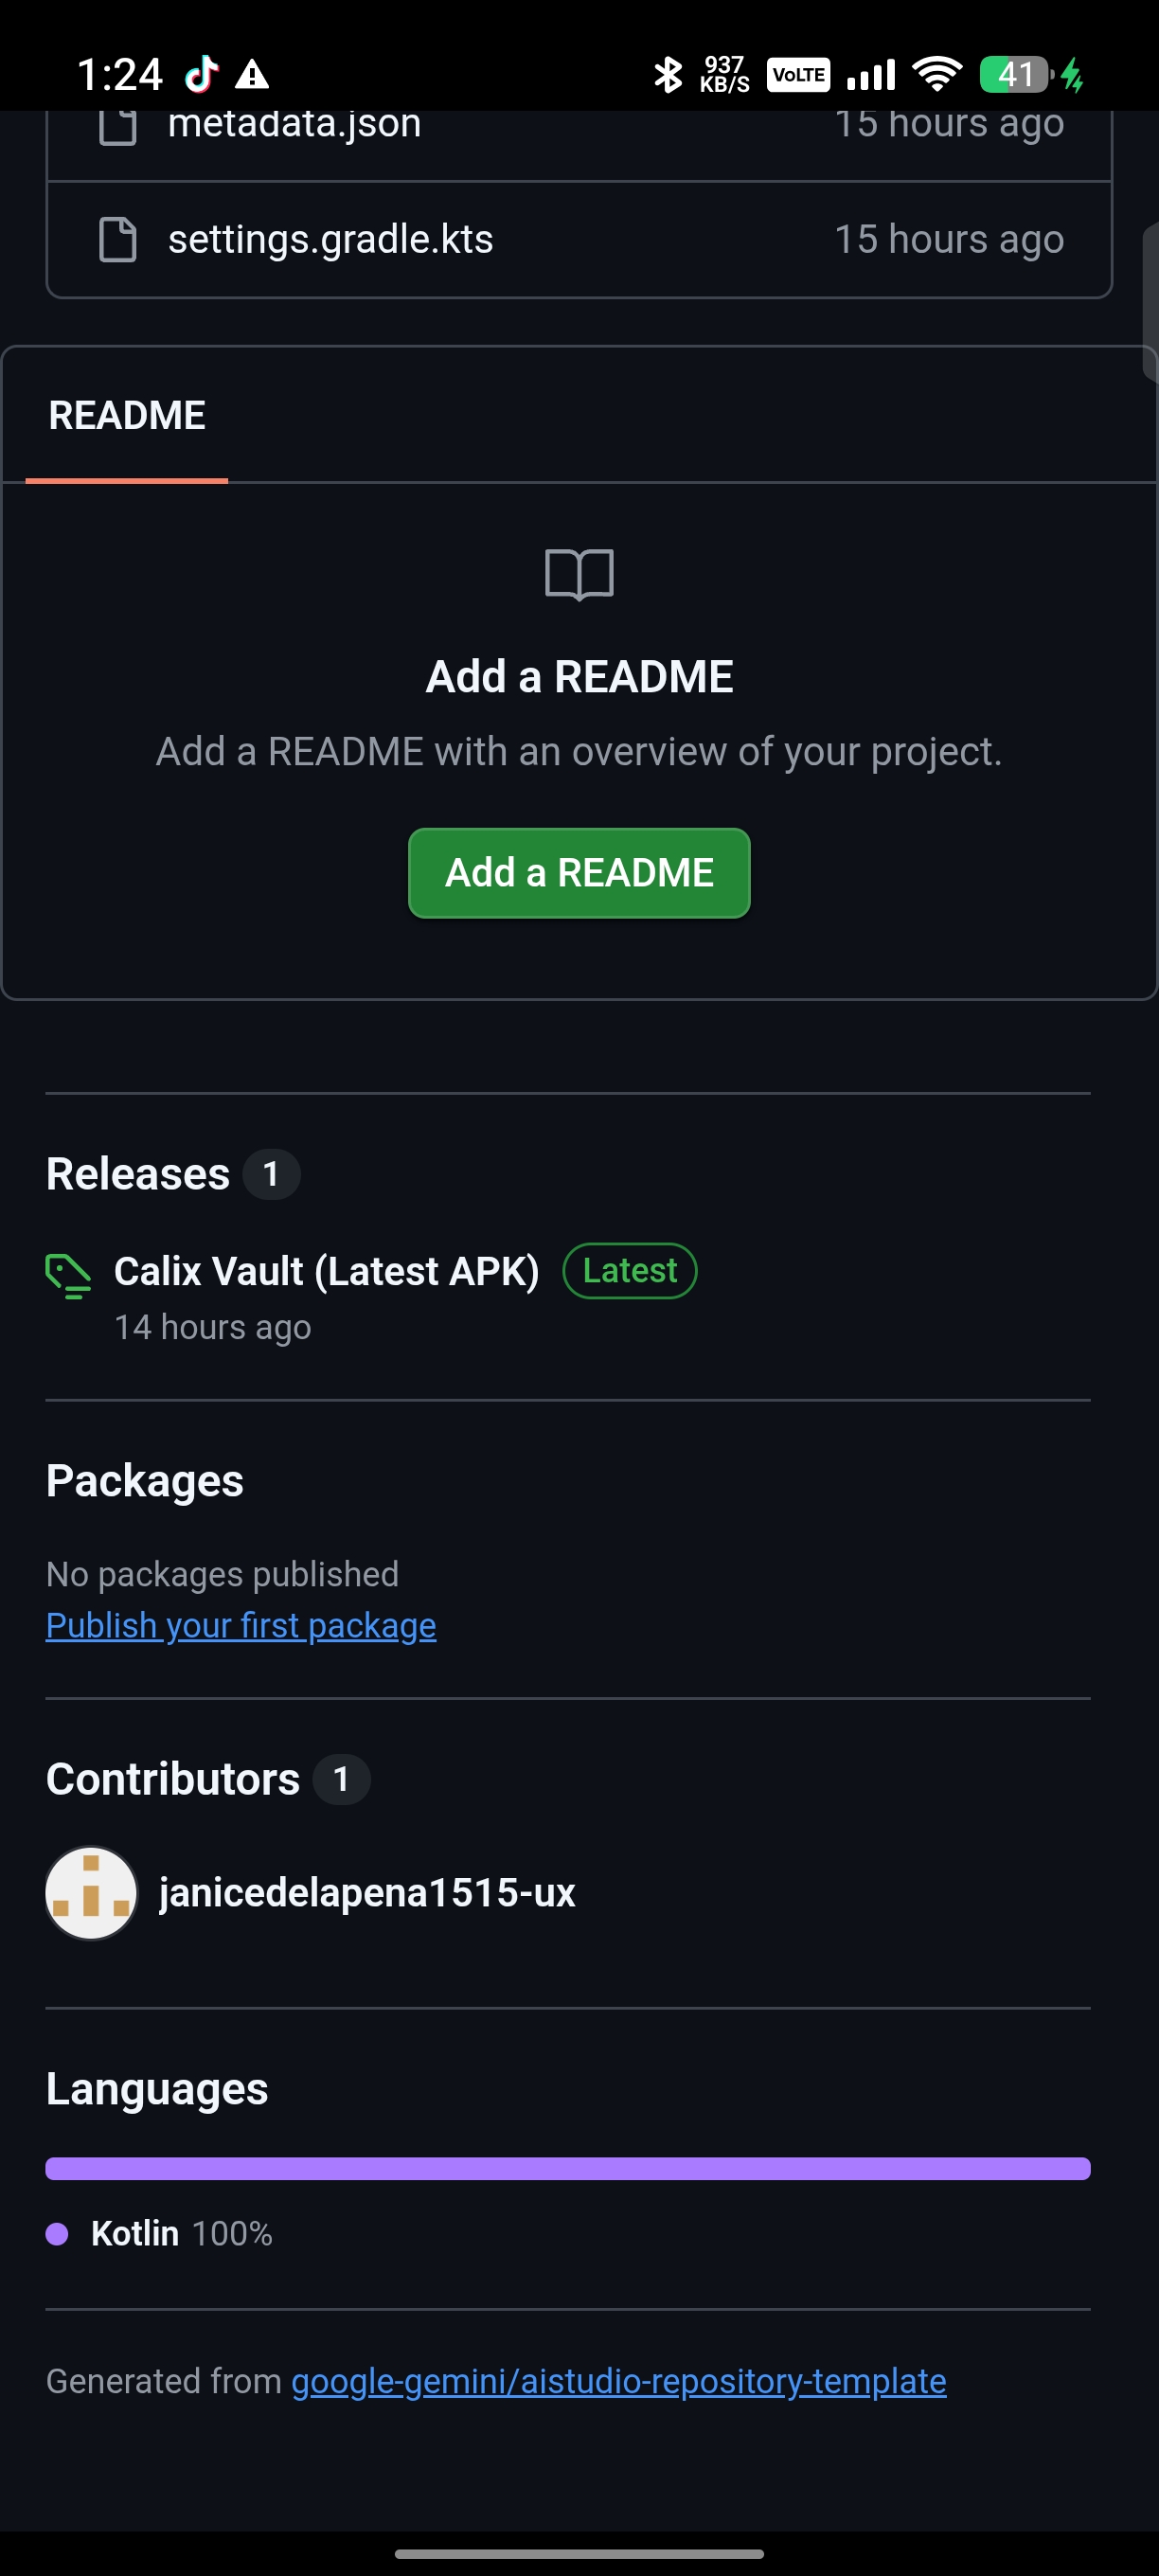 1:24 937 KB/S VoLTE 41
metadata.json 15 hours ago
settings.gradle.kts 15 hours ago
README
Add a README
Add a README with an overview of your project.
Add a README
Releases 1
Calix Vault (Latest APK) Latest
14 hours ago
Packages
No packages published
Publish your first package
Contributors 1
janicedelapena1515-ux
Languages
Kotlin 100%
Generated from google-gemini/aistudio-repository-template